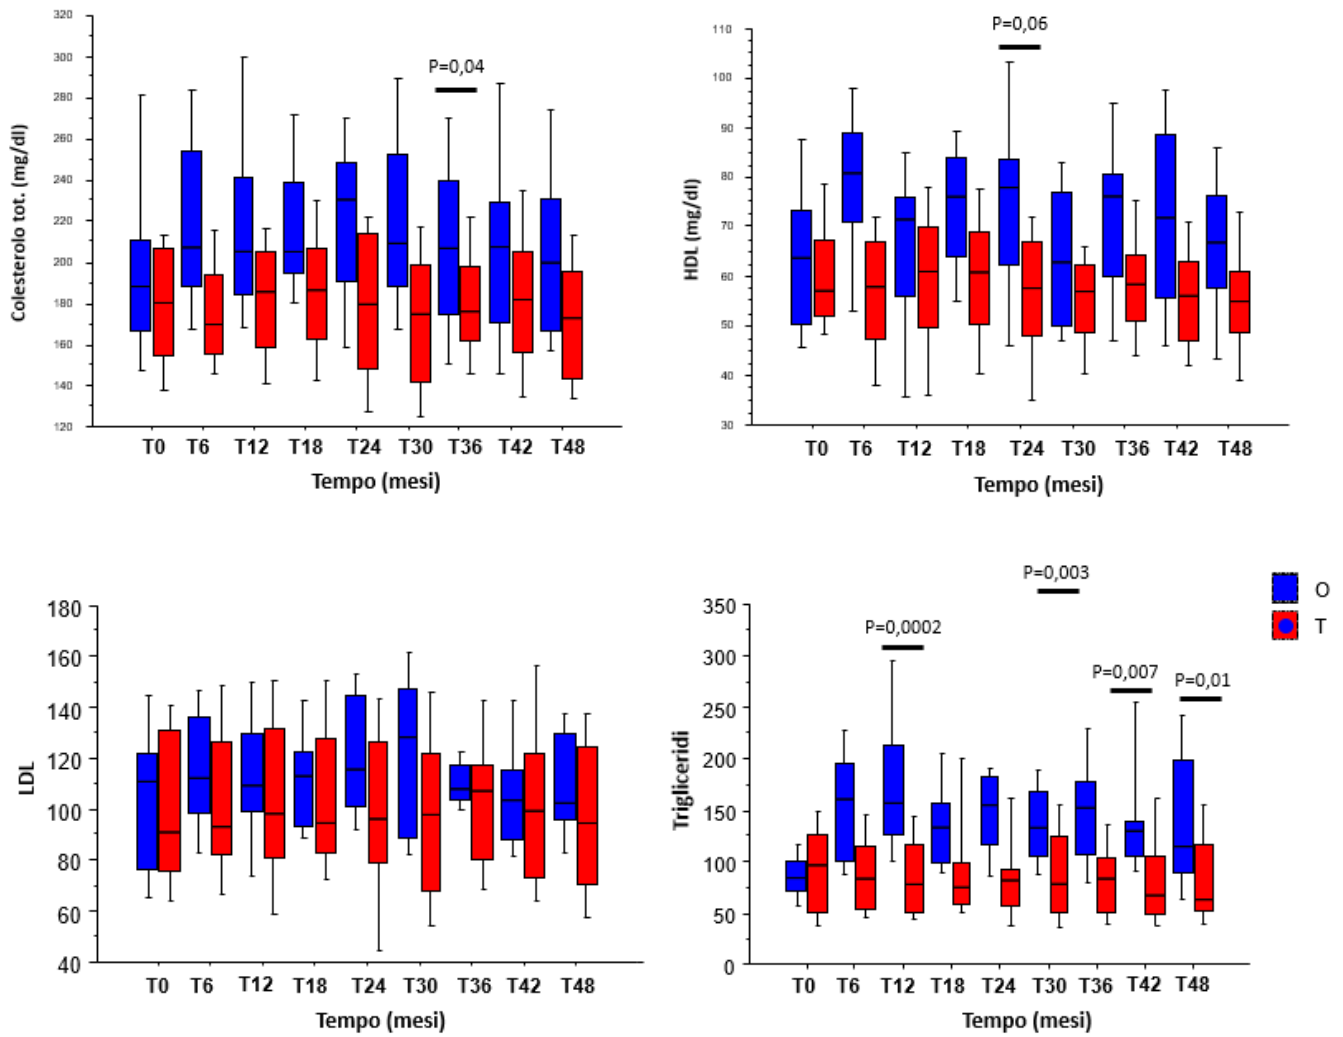 P=0,04
Colesterolo tot. (mg/dl)
320
300
280
260
240
220
200
180
160
140
120
T0 T6 T12 T18 T24 T30 T36 T42 T48
Tempo (mesi)
P=0,06
HDL (mg/dl)
110
100
90
80
70
60
50
40
30
T0 T6 T12 T18 T24 T30 T36 T42 T48
Tempo (mesi)
LDL
180
160
140
120
100
80
60
40
T0 T6 T12 T18 T24 T30 T36 T42 T48
Tempo (mesi)
P=0,003
P=0,0002
P=0,007
P=0,01
Trigliceridi
350
300
250
200
150
100
50
0
T0 T6 T12 T18 T24 T30 T36 T42 T48
Tempo (mesi)
O
T